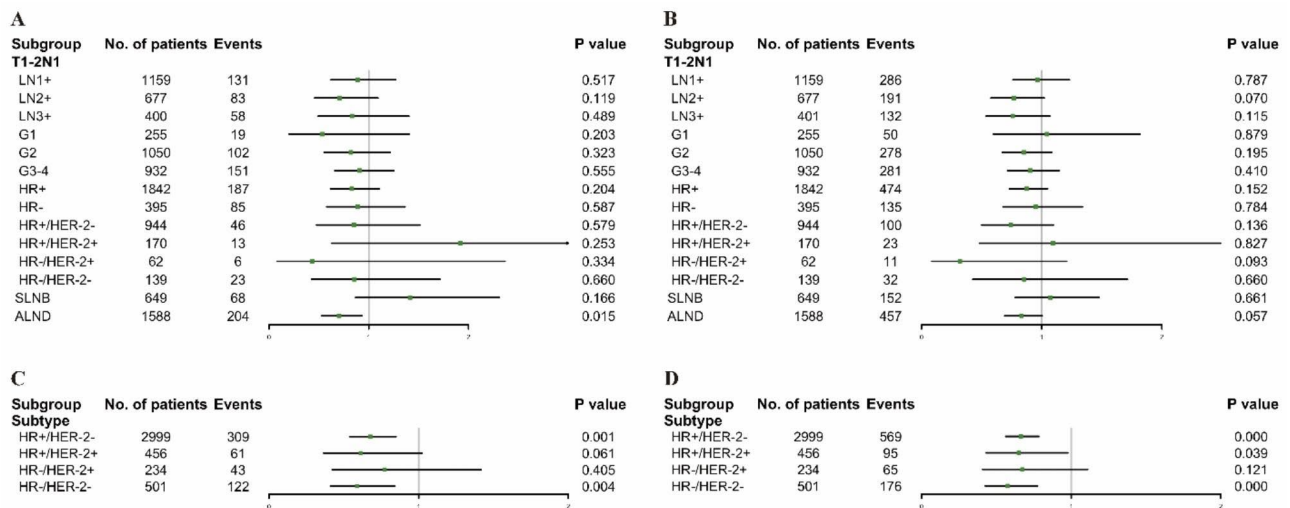 A
Subgroup No. of patients Events P value
T1-2N1
LN1+ 1159 131 0.517
LN2+ 677 83 0.119
LN3+ 400 58 0.489
G1 255 19 0.203
G2 1050 102 0.323
G3-4 932 151 0.555
HR+ 1842 187 0.204
HR- 395 85 0.587
HR+/HER-2- 944 46 0.579
HR+/HER-2+ 170 13 0.253
HR-/HER-2+ 62 6 0.334
HR-/HER-2- 139 23 0.660
SLNB 649 68 0.166
ALND 1588 204 0.015
0 1 2
B
Subgroup No. of patients Events P value
T1-2N1
LN1+ 1159 286 0.787
LN2+ 677 191 0.070
LN3+ 401 132 0.115
G1 255 50 0.879
G2 1050 278 0.195
G3-4 932 281 0.410
HR+ 1842 474 0.152
HR- 395 135 0.784
HR+/HER-2- 944 100 0.136
HR+/HER-2+ 170 23 0.827
HR-/HER-2+ 62 11 0.093
HR-/HER-2- 139 32 0.660
SLNB 649 152 0.661
ALND 1588 457 0.057
0 1 2
C
Subgroup No. of patients Events P value
Subtype
HR+/HER-2- 2999 309 0.001
HR+/HER-2+ 456 61 0.061
HR-/HER-2+ 234 43 0.405
HR-/HER-2- 501 122 0.004
0 1 2
D
Subgroup No. of patients Events P value
Subtype
HR+/HER-2- 2999 569 0.000
HR+/HER-2+ 456 95 0.039
HR-/HER-2+ 234 65 0.121
HR-/HER-2- 501 176 0.000
0 1 2